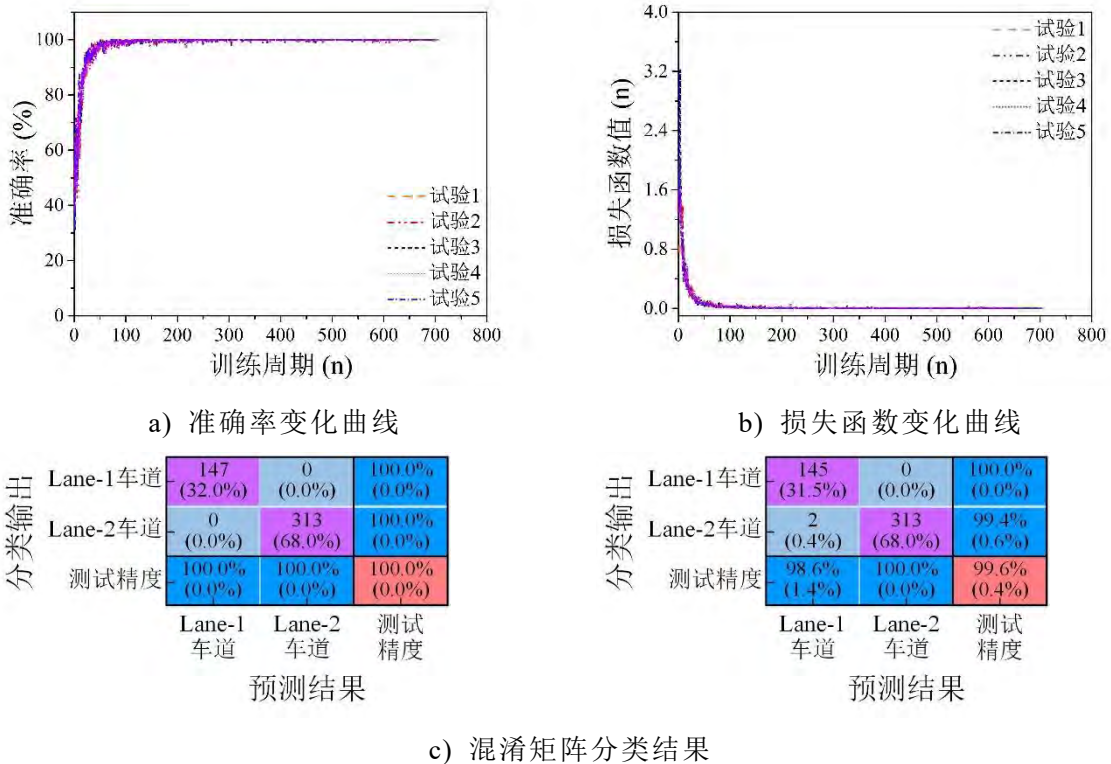 100
80
60
40
20
0
准确率 (%)
试验1
试验2
试验3
试验4
试验5
0 100 200 300 400 500 600 700 800
训练周期 (n)
a) 准确率变化曲线
4.0
3.2
2.4
1.6
0.8
0.0
损失函数值 (n)
试验1
试验2
试验3
试验4
试验5
0 100 200 300 400 500 600 700 800
训练周期 (n)
b) 损失函数变化曲线
分类输出
Lane-1车道 147 0 100.0%
(32.0%) (0.0%) (0.0%)
Lane-2车道 0 313 100.0%
(0.0%) (68.0%) (0.0%)
测试精度 100.0% 100.0% 100.0%
(0.0%) (0.0%) (0.0%)
Lane-1 Lane-2 测试
车道 车道 精度
预测结果
分类输出
Lane-1车道 145 0 100.0%
(31.5%) (0.0%) (0.0%)
Lane-2车道 2 313 99.4%
(0.4%) (68.0%) (0.6%)
测试精度 98.6% 100.0% 99.6%
(1.4%) (0.0%) (0.4%)
Lane-1 Lane-2 测试
车道 车道 精度
预测结果
c) 混淆矩阵分类结果